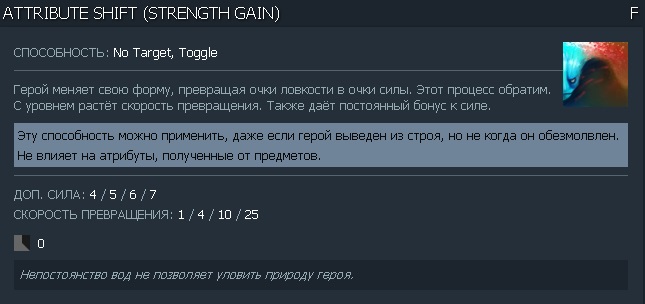 ATTRIBUTE SHIFT (STRENGTH GAIN) F
СПОСОБНОСТЬ: No Target, Toggle
Герой меняет свою форму, превращая очки ловкости в очки силы. Этот процесс обратим.
С уровнем растёт скорость превращения. Также даёт постоянный бонус к силе.
Эту способность можно применить, даже если герой выведен из строя, но не когда он обезмолвлен.
Не влияет на атрибуты, полученные от предметов.
ДОП. СИЛА: 4 / 5 / 6 / 7
СКОРОСТЬ ПРЕВРАЩЕНИЯ: 1 / 4 / 10 / 25
0
Непостоянство вод не позволяет уловить природу героя.